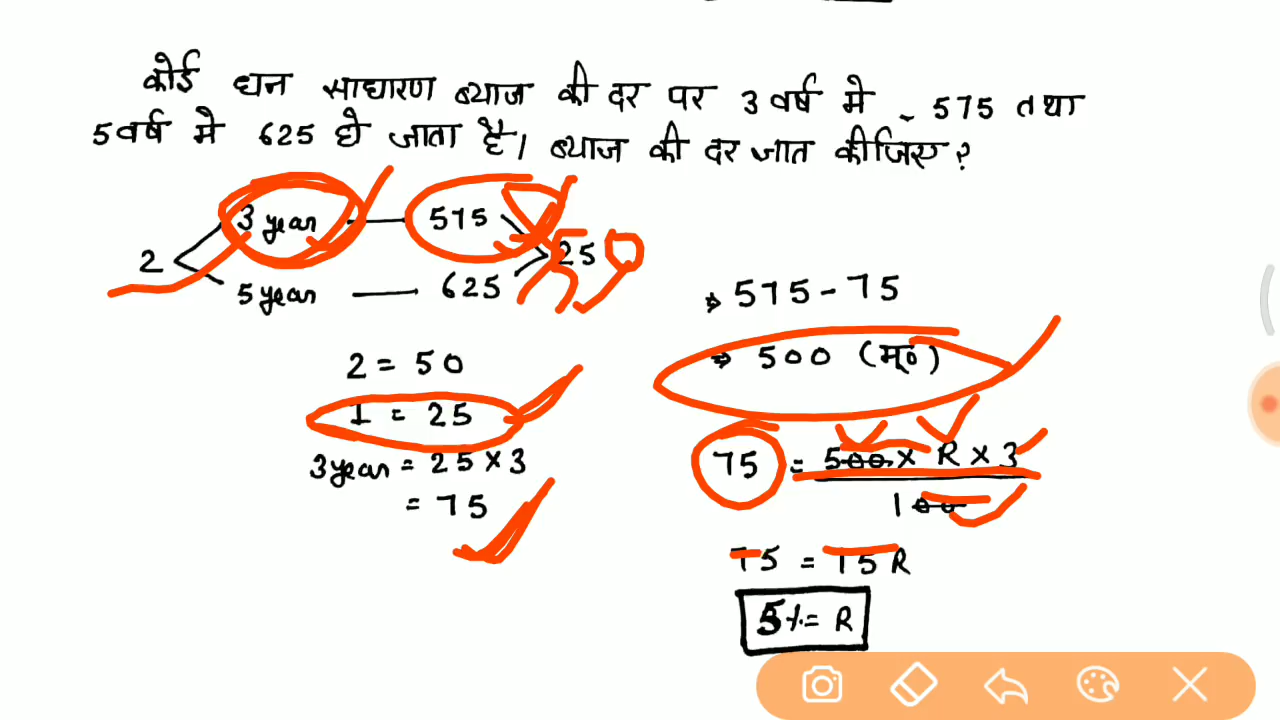 कोई धन साधारण ब्याज की दर पर 3 वर्ष मे 575 तथा
5 वर्ष मे 625 हो जाता है। ब्याज की दर ज्ञात कीजिए ?
3 year 575
2 250
5 year 625
⇒ 575 - 75
2 = 50
⇒ 500 (मू०)
1 = 25
3 year = 25 × 3
= 75
75 = 500 × R × 3
100
75 = 15 R
5% = R